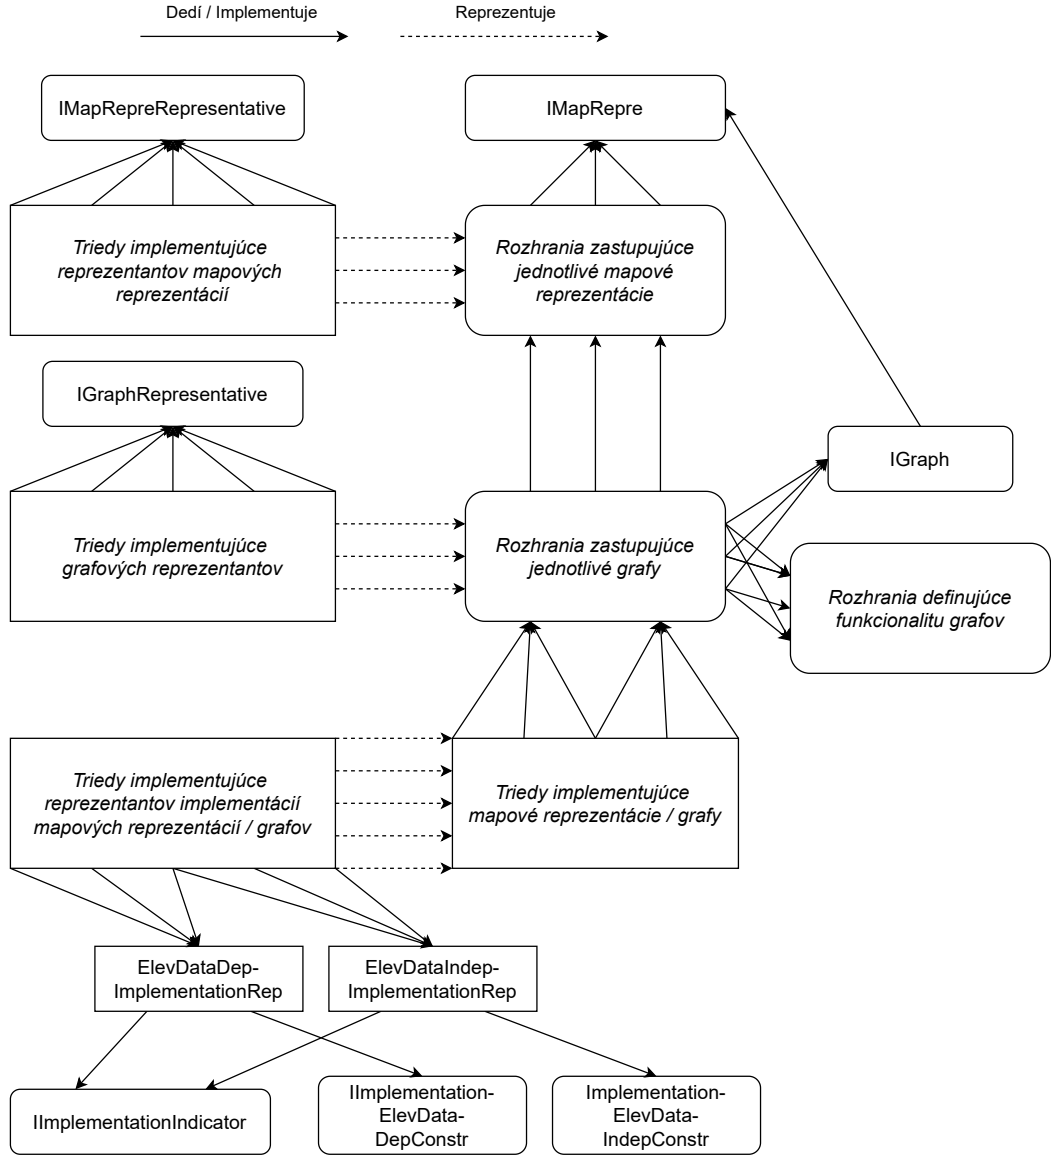 Dedí / Implementuje
Reprezentuje
IMapRepreRepresentative
IMapRepre
Triedy implementujúce
reprezentantov mapových
reprezentácií
Rozhrania zastupujúce
jednotlivé mapové
reprezentácie
IGraphRepresentative
IGraph
Triedy implementujúce
grafových reprezentantov
Rozhrania zastupujúce
jednotlivé grafy
Rozhrania definujúce
funkcionalitu grafov
Triedy implementujúce
reprezentantov implementácií
mapových reprezentácií / grafov
Triedy implementujúce
mapové reprezentácie / grafy
ElevDataDep-
ImplementationRep
ElevDataIndep-
ImplementationRep
IImplementationIndicator
IImplementation-
ElevData-
DepConstr
Implementation-
ElevData-
IndepConstr